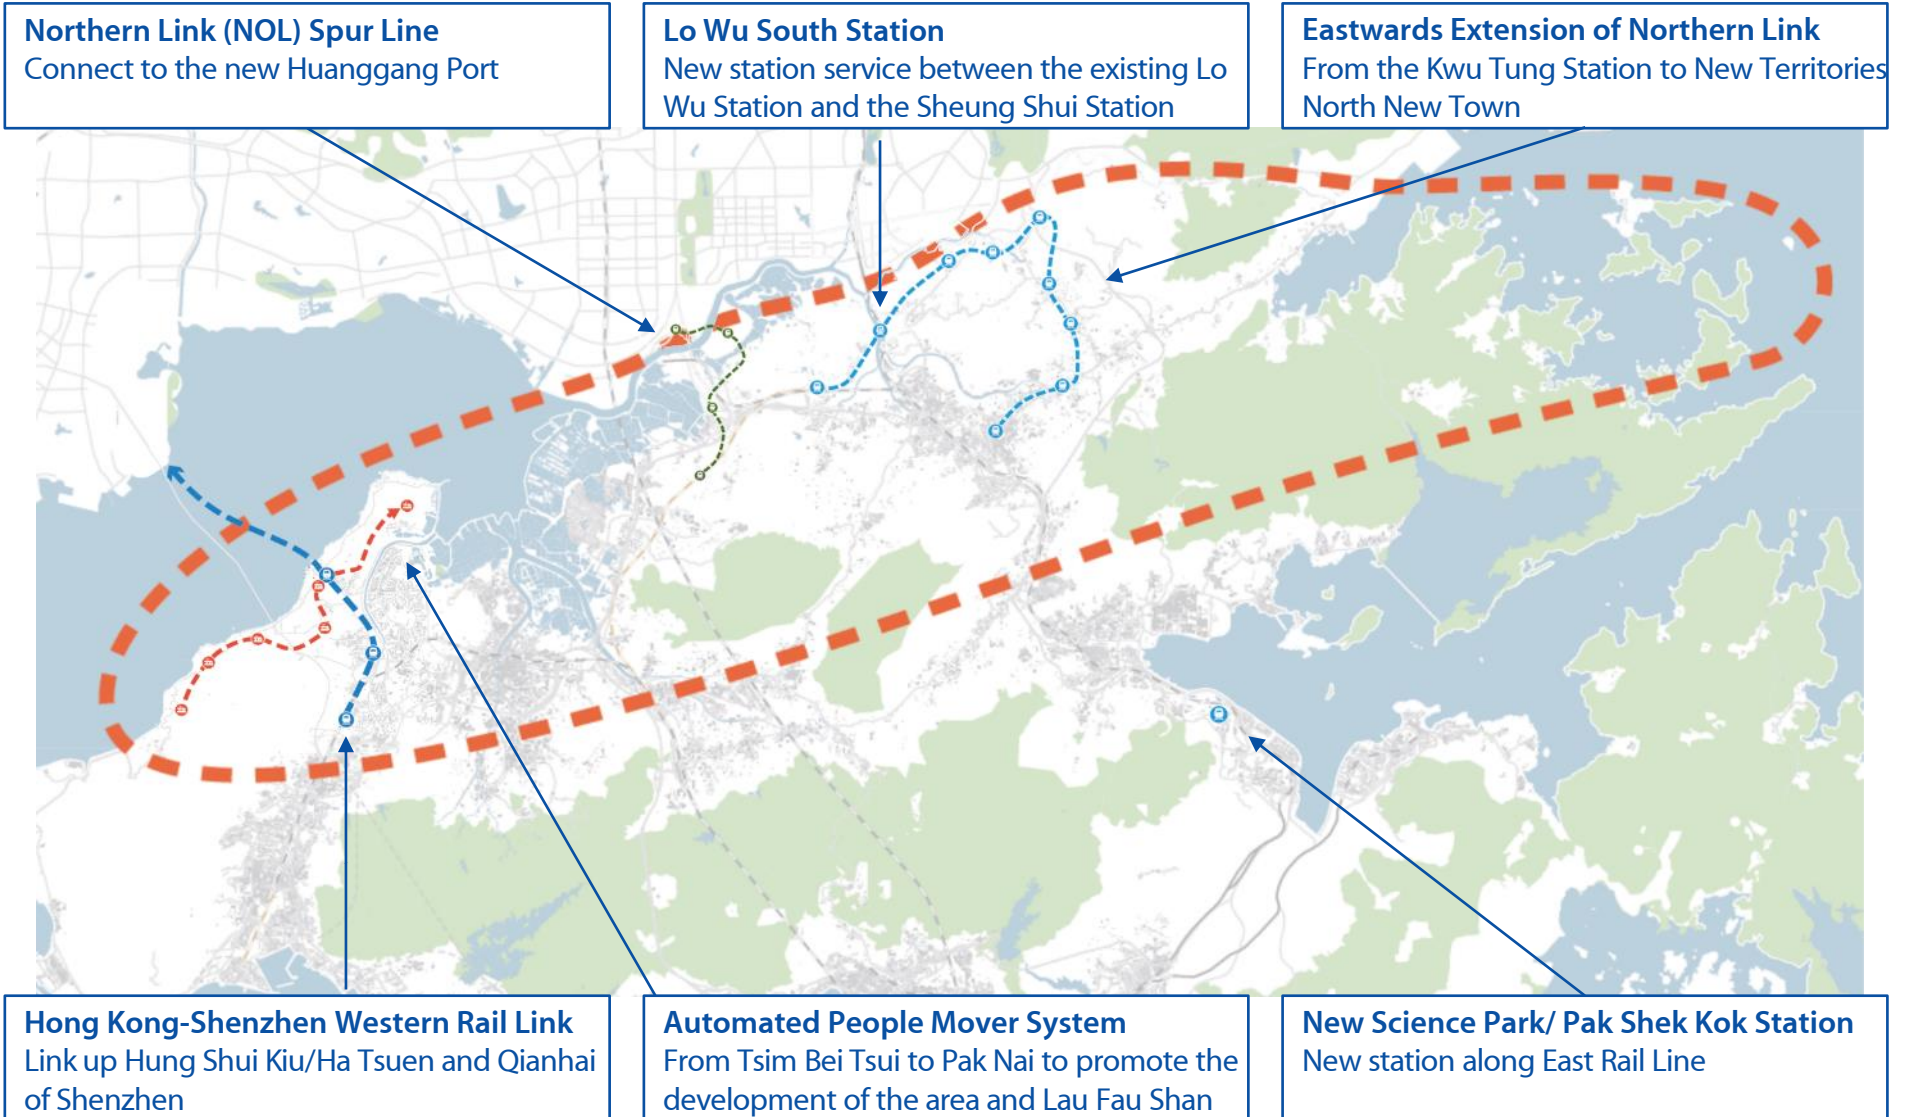 Northern Link (NOL) Spur Line
Connect to the new Huanggang Port
Lo Wu South Station
New station service between the existing Lo
Wu Station and the Sheung Shui Station
Eastwards Extension of Northern Link
From the Kwu Tung Station to New Territories
North New Town
Hong Kong-Shenzhen Western Rail Link
Link up Hung Shui Kiu/Ha Tsuen and Qianhai
of Shenzhen
Automated People Mover System
From Tsim Bei Tsui to Pak Nai to promote the
development of the area and Lau Fau Shan
New Science Park/ Pak Shek Kok Station
New station along East Rail Line